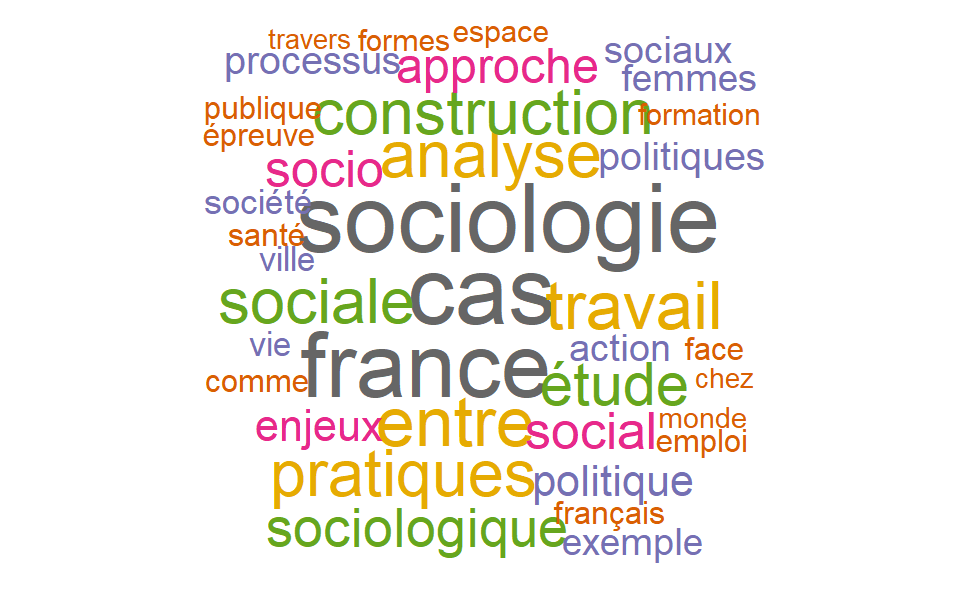 travers formes espace
processus approche sociaux
femmes
publique construction formation
épreuve analyse politiques
socio
société sociologie
santé
ville
sociale cas travail
vie france action face
comme étude chez
enjeux entre social monde
emploi
pratiques politique
sociologique français
exemple